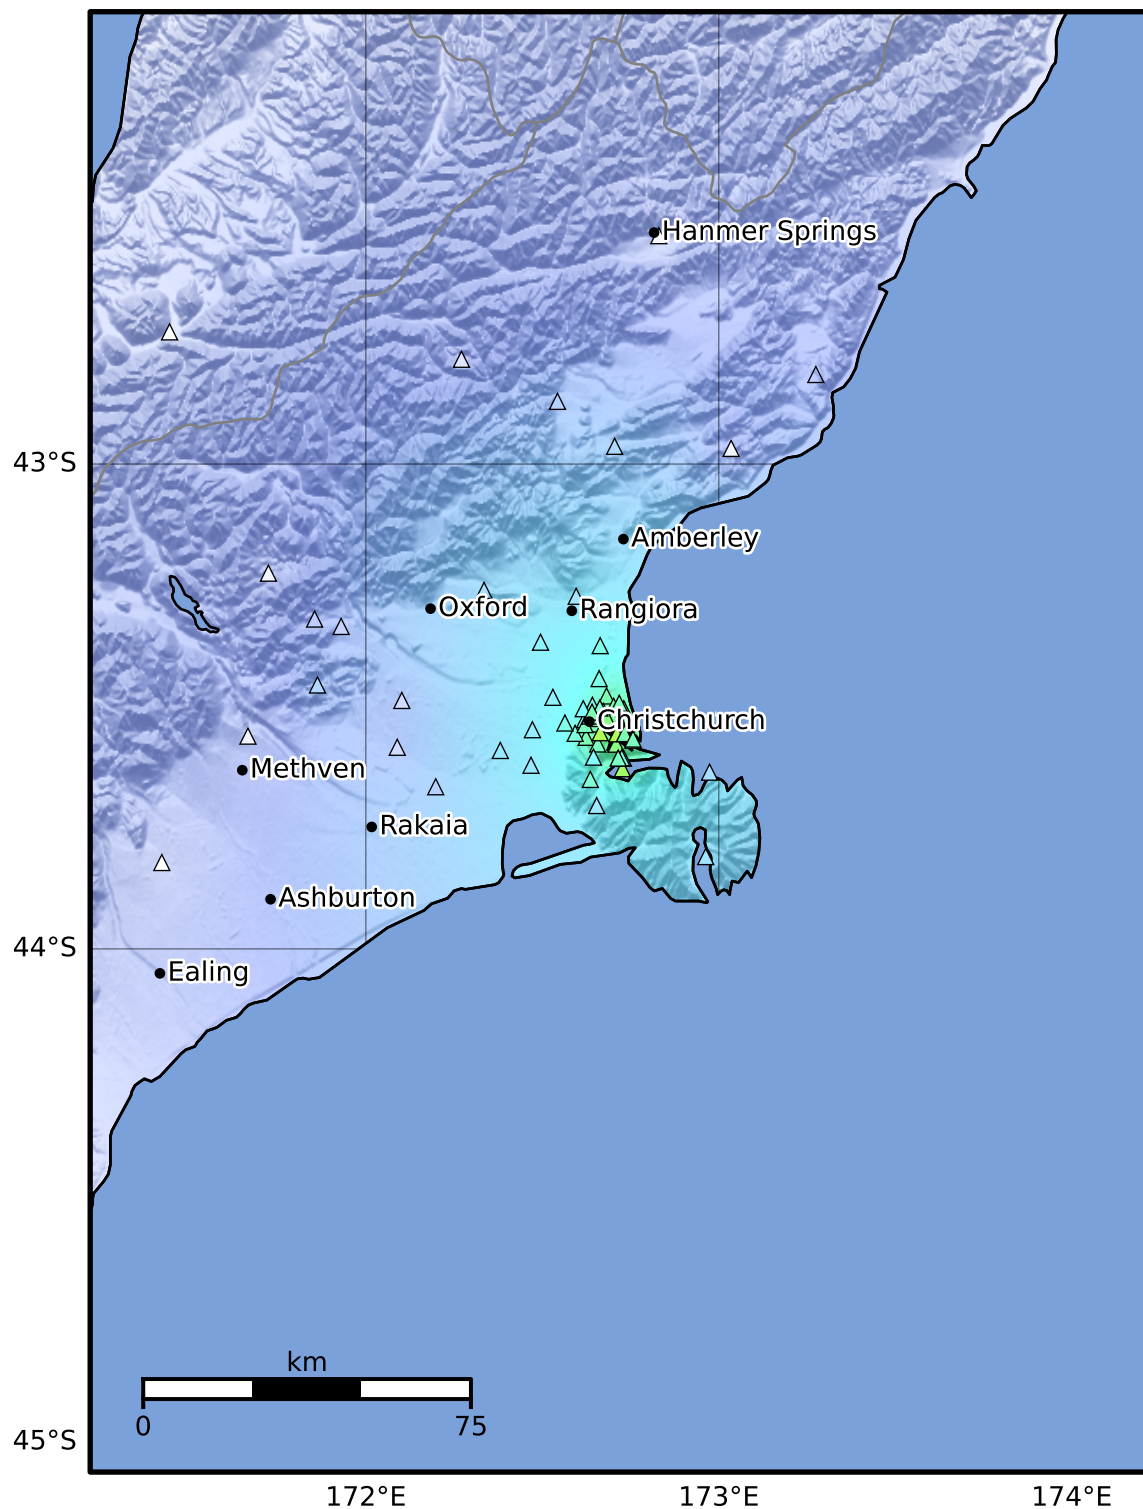 Hanmer Springs
43°S
Amberley
Oxford
Rangiora
Christchurch
Methven
Rakaia
Ashburton
44°S
Ealing
km
0
75
45°S
172°E
173°E
174°E